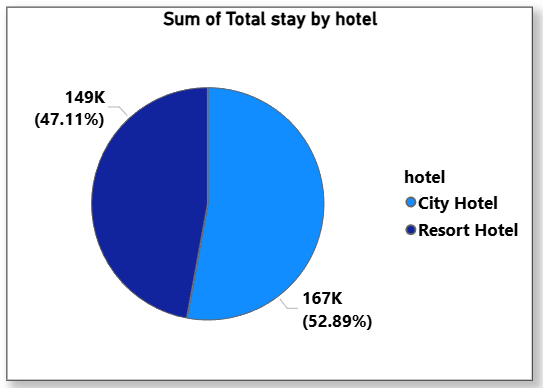 Sum of Total stay by hotel
149K
(47.11%)
hotel
City Hotel
Resort Hotel
167K
(52.89%)